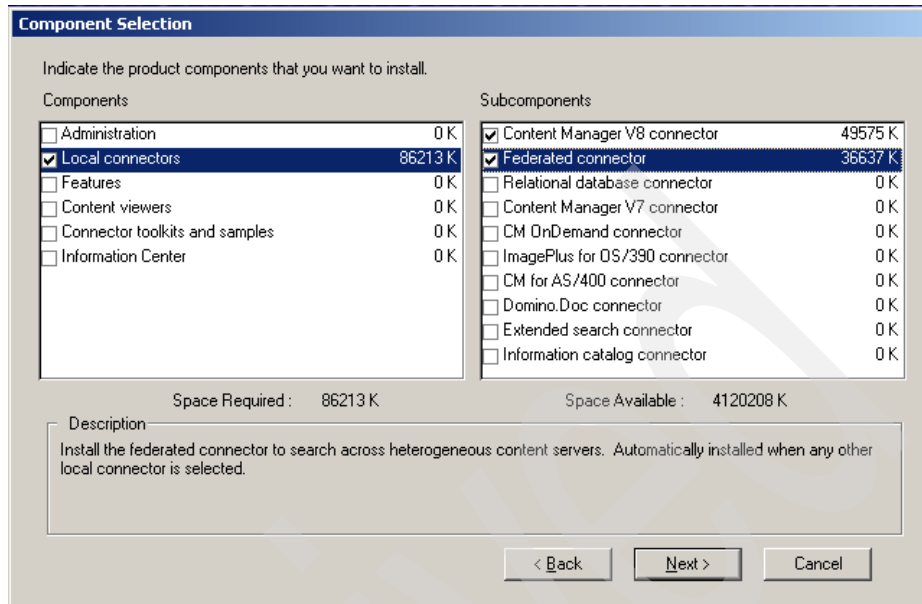 Component Selection
Indicate the product components that you want to install.
Components
Administration 0 K
Local connectors 86213 K
Features 0 K
Content viewers 0 K
Connector toolkits and samples 0 K
Information Center 0 K
Space Required : 86213 K
Subcomponents
Content Manager V8 connector 49575 K
Federated connector 36637 K
Relational database connector 0 K
Content Manager V7 connector 0 K
CM OnDemand connector 0 K
ImagePlus for OS/390 connector 0 K
CM for AS/400 connector 0 K
Domino.Doc connector 0 K
Extended search connector 0 K
Information catalog connector 0 K
Space Available : 4120208 K
Description
Install the federated connector to search across heterogeneous content servers. Automatically installed when any other
local connector is selected.
< Back
Next >
Cancel